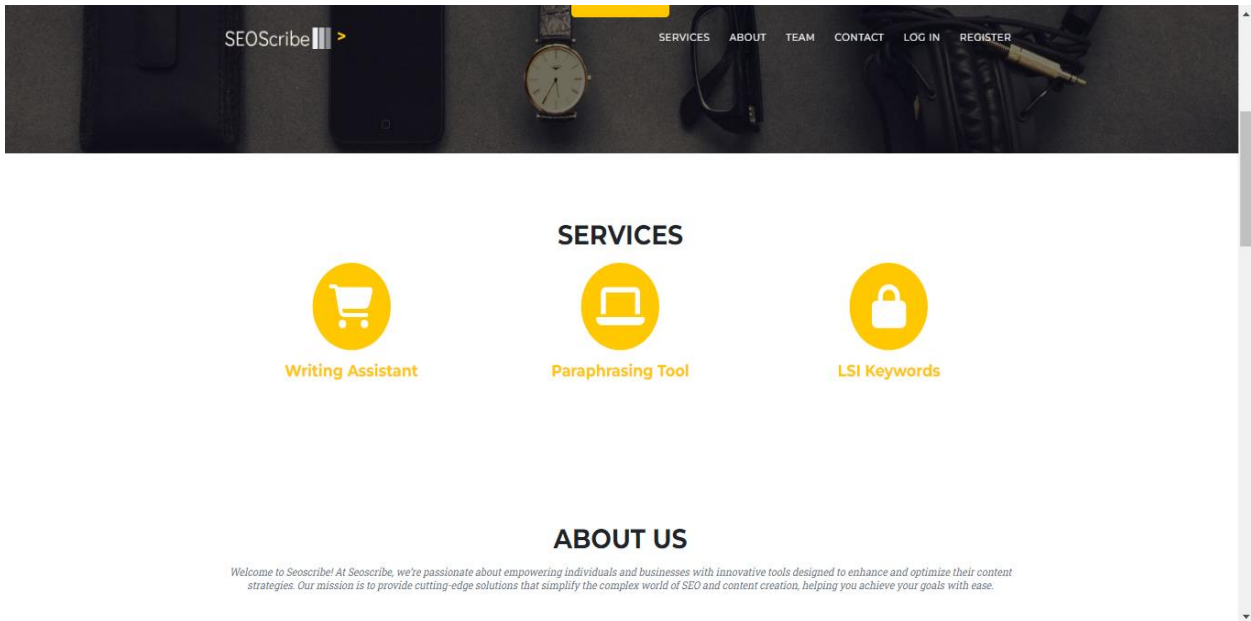 SEOScribe >
SERVICES ABOUT TEAM CONTACT LOG IN REGISTER
SERVICES
Writing Assistant
Paraphrasing Tool
LSI Keywords
ABOUT US
Welcome to Seoscribe! At Seoscribe, we're passionate about empowering individuals and businesses with innovative tools designed to enhance and optimize their content
strategies. Our mission is to provide cutting-edge solutions that simplify the complex world of SEO and content creation, helping you achieve your goals with ease.